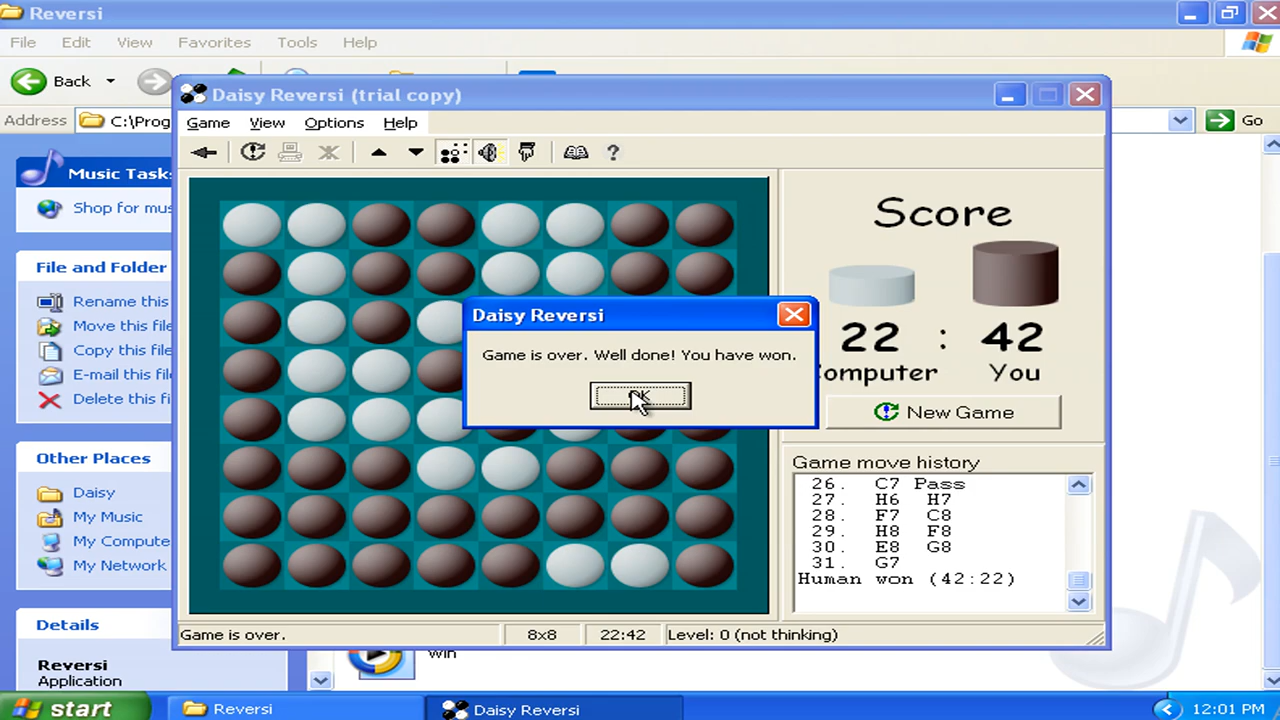 Reversi
File Edit View Favorites Tools Help
Back
Address C:\Prog
Go
Daisy Reversi (trial copy)
Game View Options Help
Music Tasks
Shop for mus
File and Folder
Rename this
Move this file
Copy this file
E-mail this fil
Delete this fi
Other Places
Daisy
My Music
My Compute
My Network
Details
Reversi
Application
Score
22 : 42
Computer You
New Game
Game move history
26. C7 Pass
27. H6 H7
28. F7 C8
29. H8 F8
30. E8 G8
31. G7
Human won (42:22)
Daisy Reversi
Game is over. Well done! You have won.
OK
Game is over. 8x8 22:42 Level: 0 (not thinking)
win
start Reversi Daisy Reversi 12:01 PM